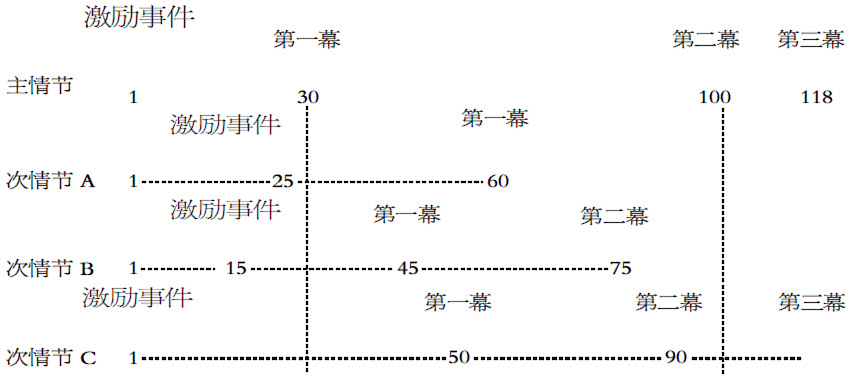 激励事件
第一幕 第二幕 第三幕
主情节 1 30 100 118
激励事件 第一幕
次情节 A 1 25 60
激励事件 第一幕 第二幕
次情节 B 1 15 45 75
激励事件 第一幕 第二幕 第三幕
次情节 C 1 50 90